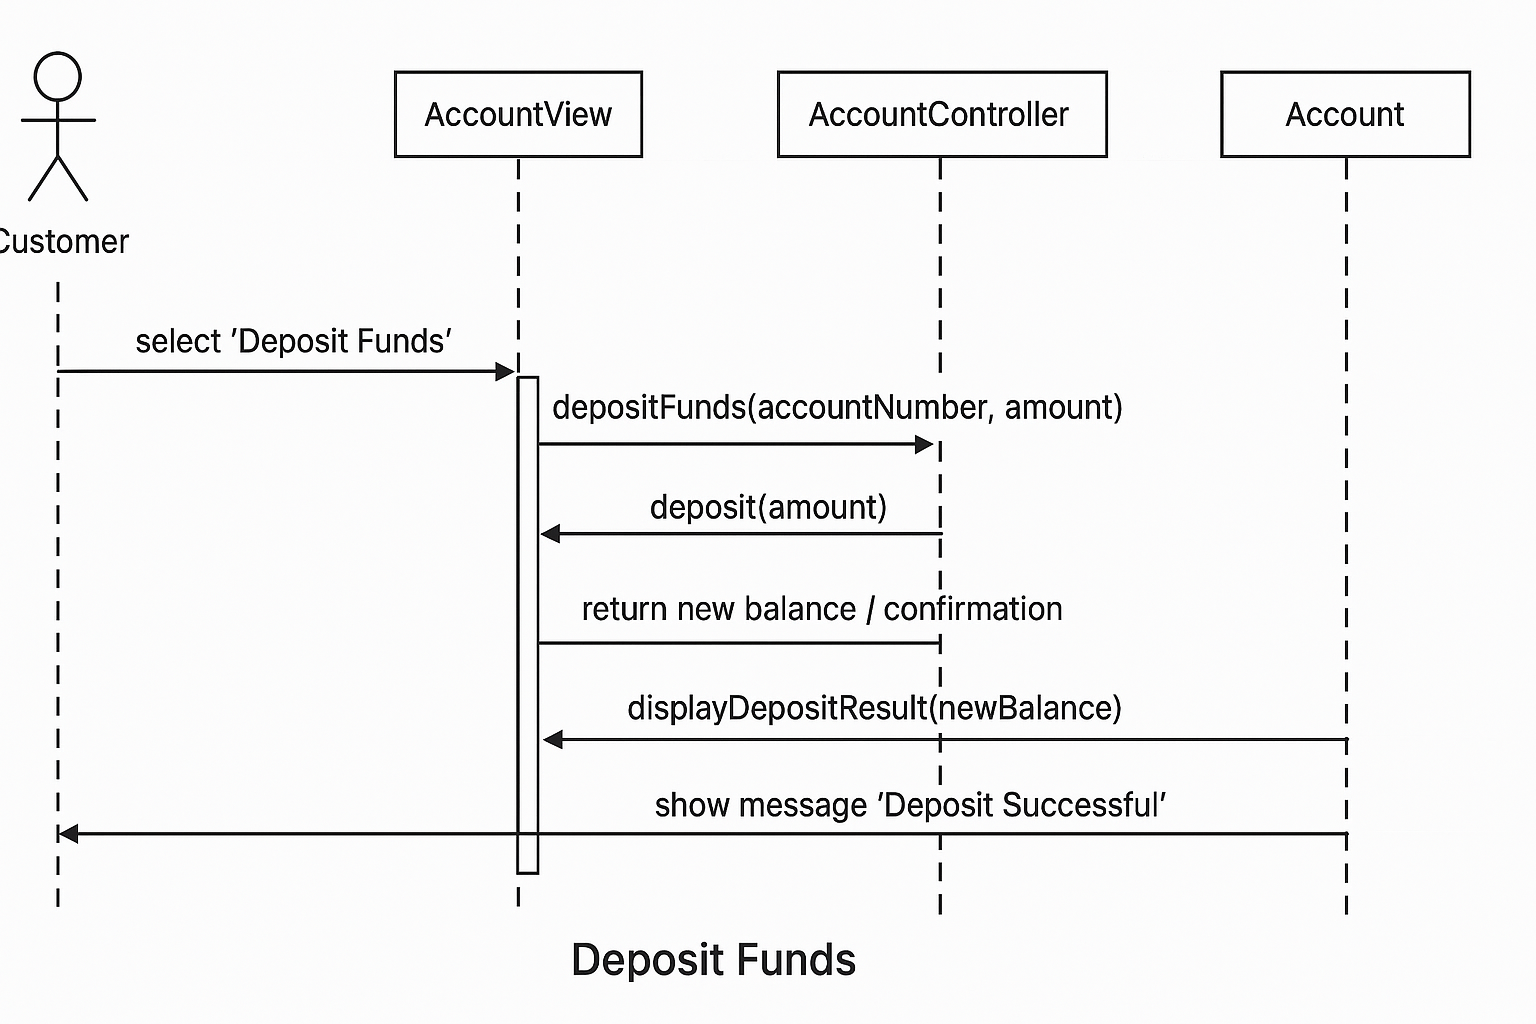 AccountView
AccountController
Account
Customer
select 'Deposit Funds'
depositFunds(accountNumber, amount)
deposit(amount)
return new balance / confirmation
displayDepositResult(newBalance)
show message 'Deposit Successful'
Deposit Funds